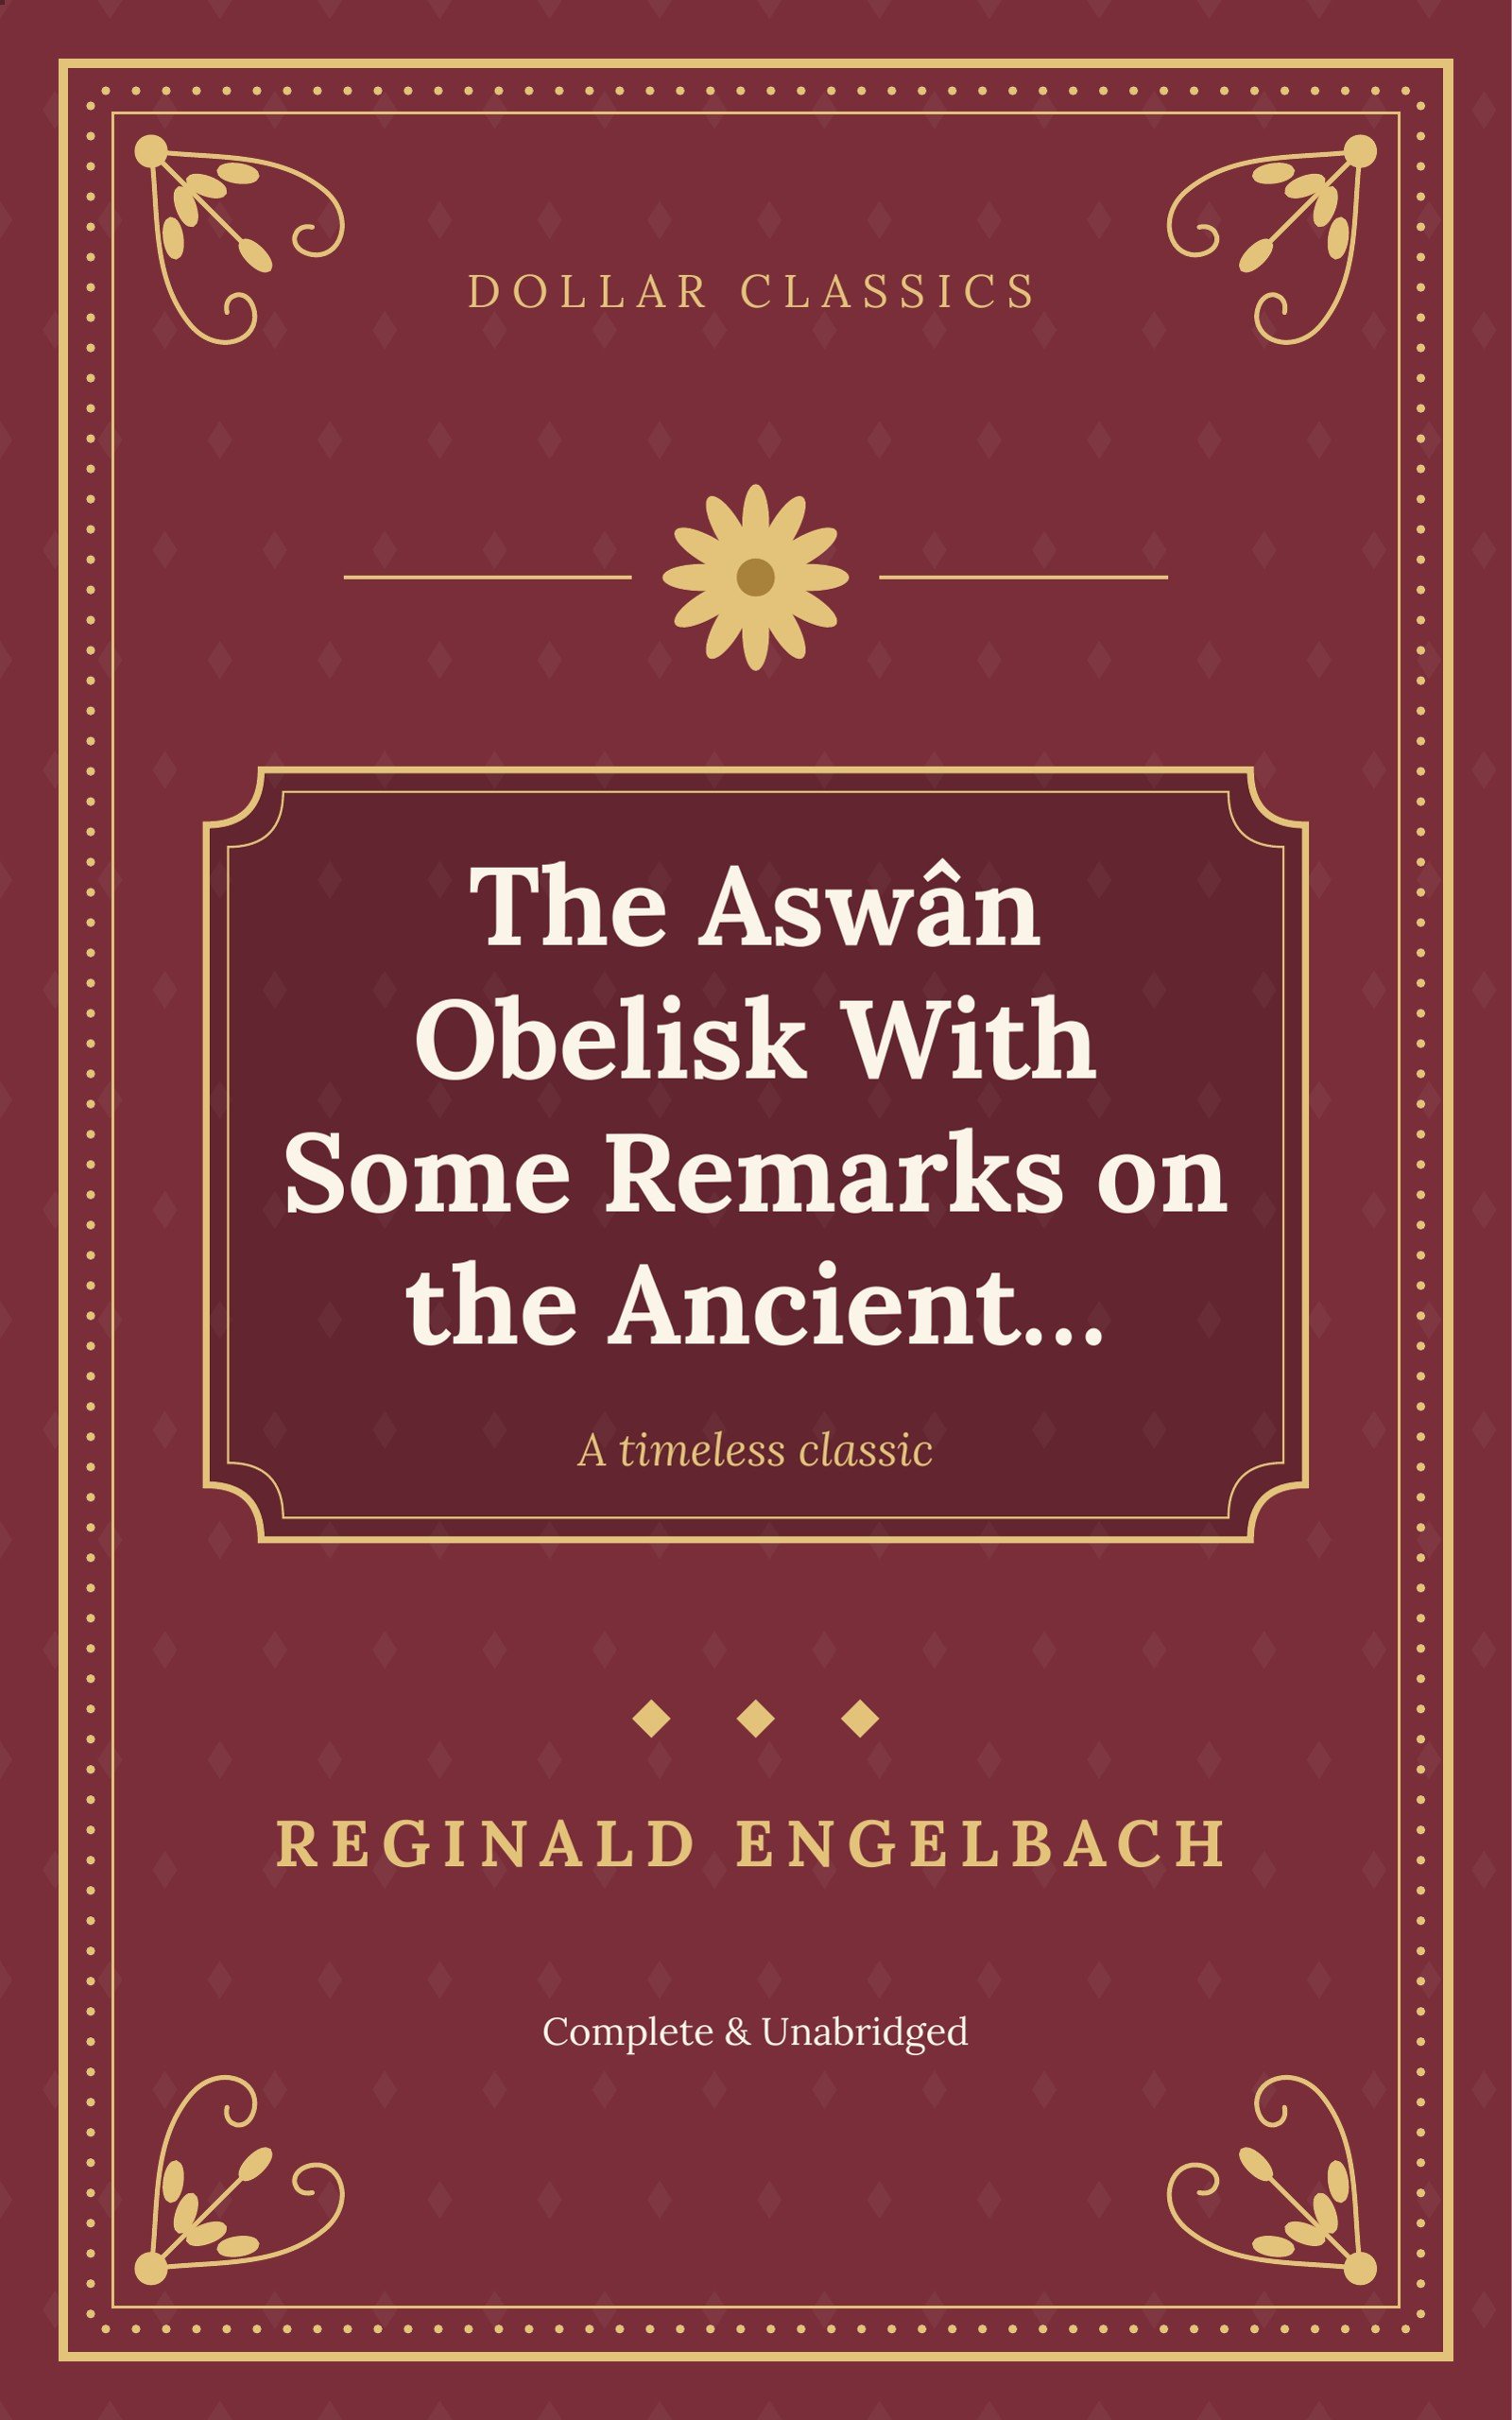 DOLLAR CLASSICS
The Aswân
Obelisk With
Some Remarks on
the Ancient...
A timeless classic
REGINALD ENGELBACH
Complete & Unabridged